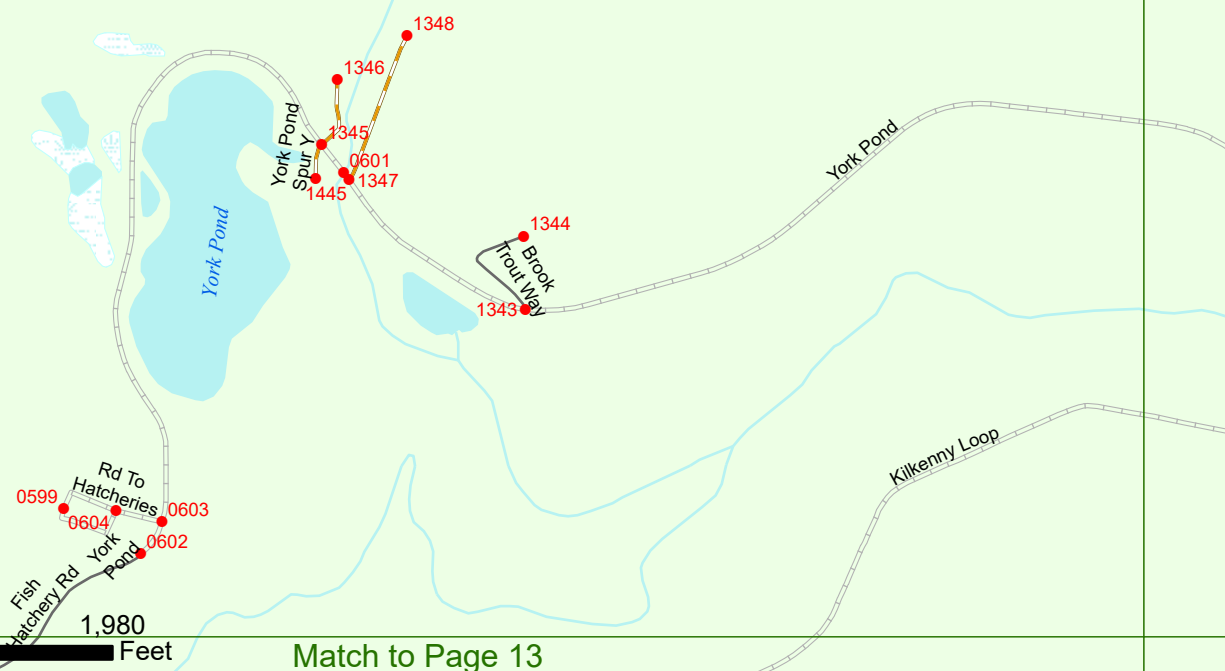 1348
1346
1345
York Pond
Spur Y
0601
1347
1445
York Pond
York Pond
1344
Brook
Trout Way
1343
Kilkenny Loop
Rd To
Hatcheries
0599
0604
0603
0602
York
Pond
Fish
Hatchery Rd
1,980
Feet
Match to Page 13